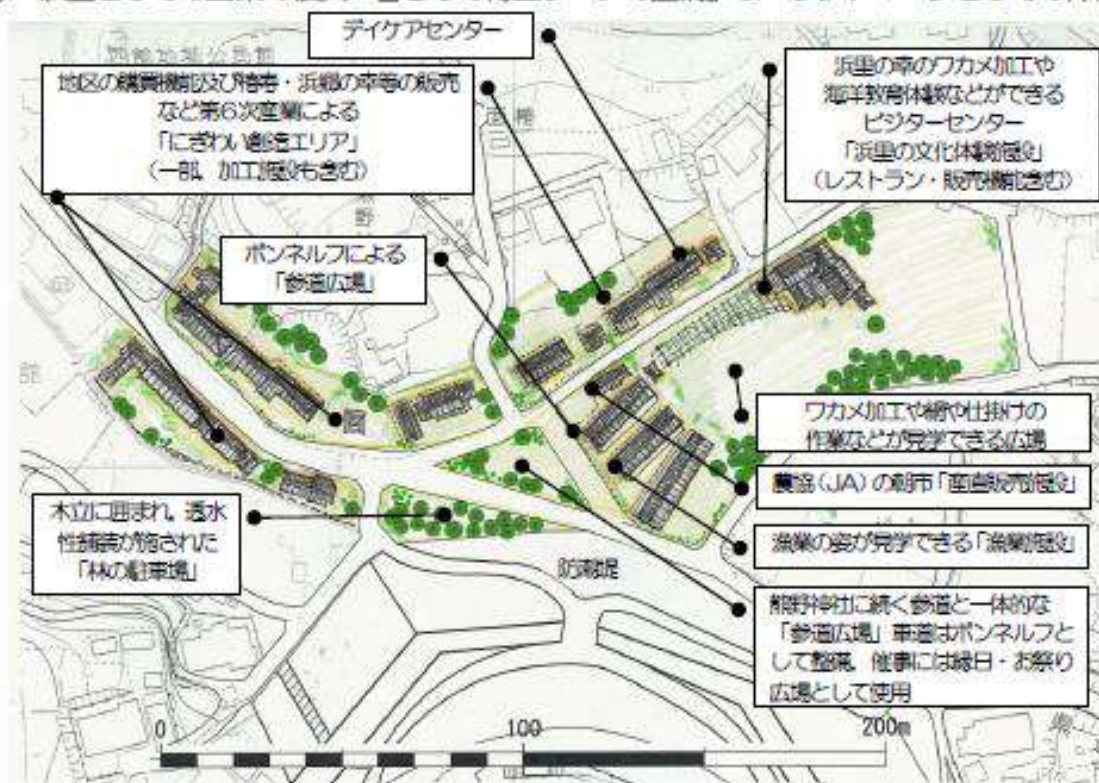 デイケアセンター
地区の購買機能及び椿寿・浜郷の幸等の販売
など第6次産業による
「にぎわい創造エリア」
(一部、加工施設も含む)
浜里の幸のワカメ加工や
海洋教育体験などができる
ビジターセンター
「浜里の文化体験施設」
(レストラン・販売機能含む)
ボンネルフによる
「参道広場」
ワカメ加工や網や仕掛けの
作業などが見学できる広場
農協(JA)の朝市「産直販売施設」
木立に囲まれ、透水
性舗装が施された
「林の駐車場」
漁業の姿が見学できる「漁業施設」
防潮堤
熊野神社に続く参道と一体的な
「参道広場」車道はボンネルフと
して整備。催事には縁日・お祭り
広場として使用
0 100 200m